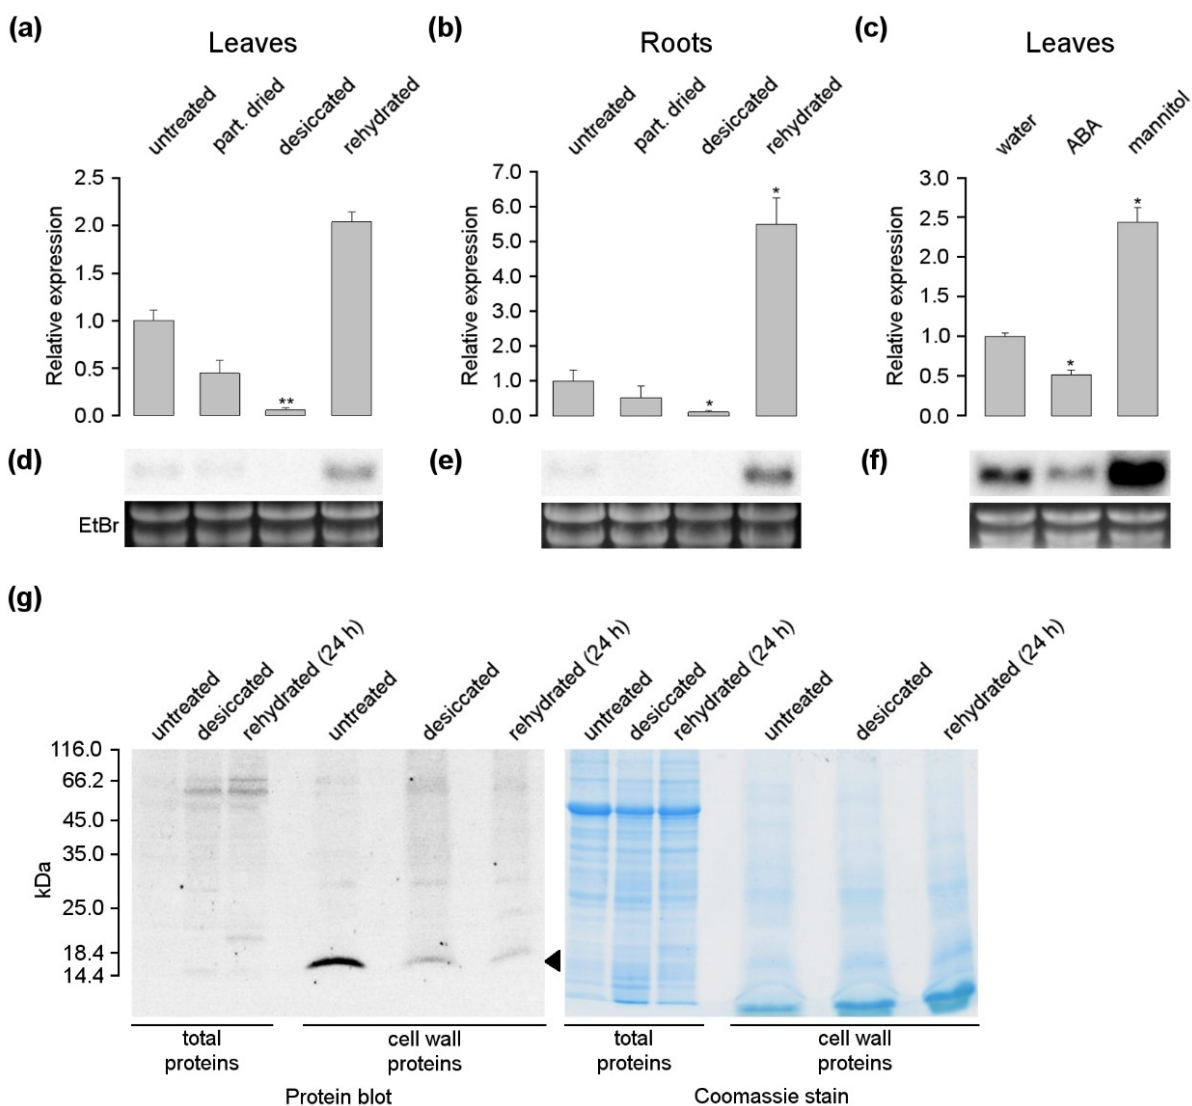 (a)
Leaves
untreated
part. dried
desiccated
rehydrated
Relative expression
2.5
2.0
1.5
1.0
0.5
0.0
**
(b)
Roots
untreated
part. dried
desiccated
rehydrated
Relative expression
7.0
6.0
5.0
4.0
3.0
2.0
1.0
0.0
*
*
(c)
Leaves
water
ABA
mannitol
Relative expression
3.0
2.5
2.0
1.5
1.0
0.5
0.0
*
*
(d)
(e)
(f)
EtBr
(g)
untreated
desiccated
rehydrated (24 h)
untreated
desiccated
rehydrated (24 h)
untreated
desiccated
rehydrated (24 h)
untreated
desiccated
rehydrated (24 h)
kDa
116.0
66.2
45.0
35.0
25.0
18.4
14.4
total
proteins
cell wall
proteins
total
proteins
cell wall
proteins
Protein blot
Coomassie stain